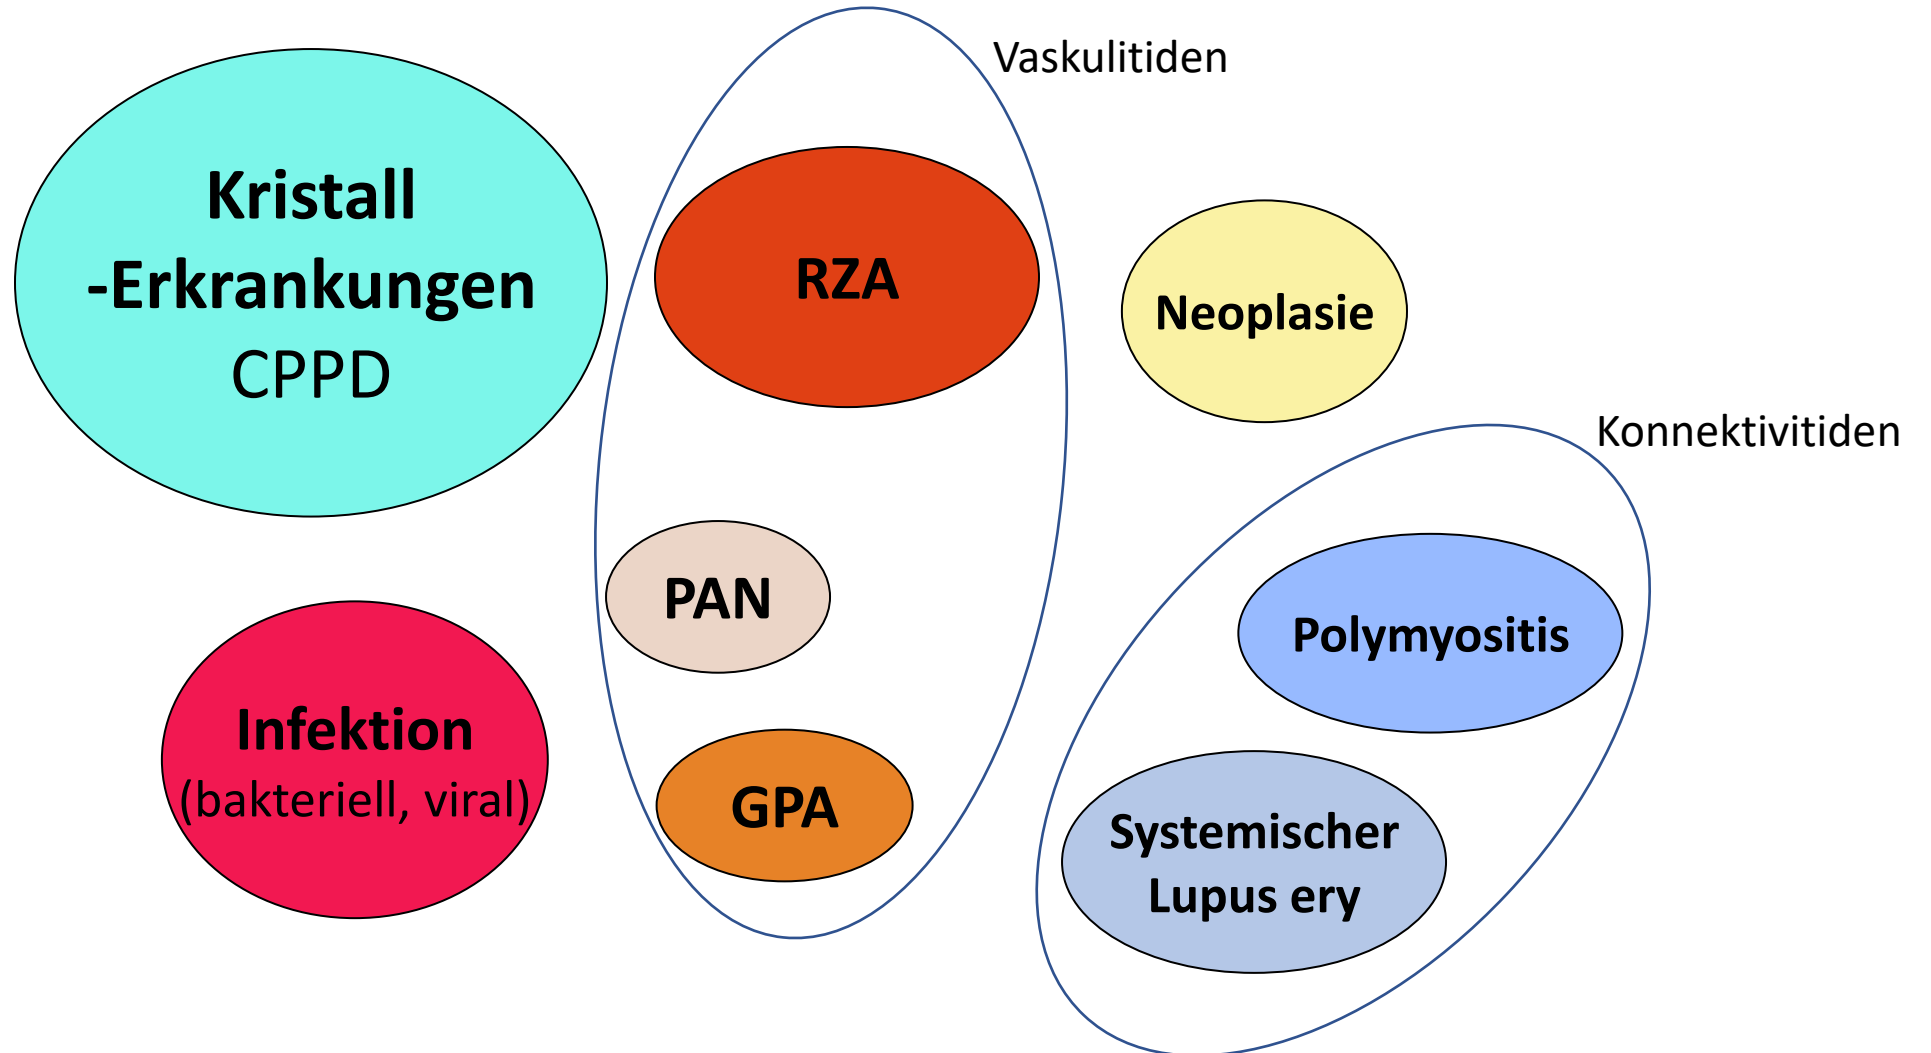 Vaskulitiden
Kristall
-Erkrankungen
CPPD
RZA
Neoplasie
Konnektivitiden
PAN
Polymyositis
Infektion
(bakteriell, viral)
GPA
Systemischer
Lupus ery